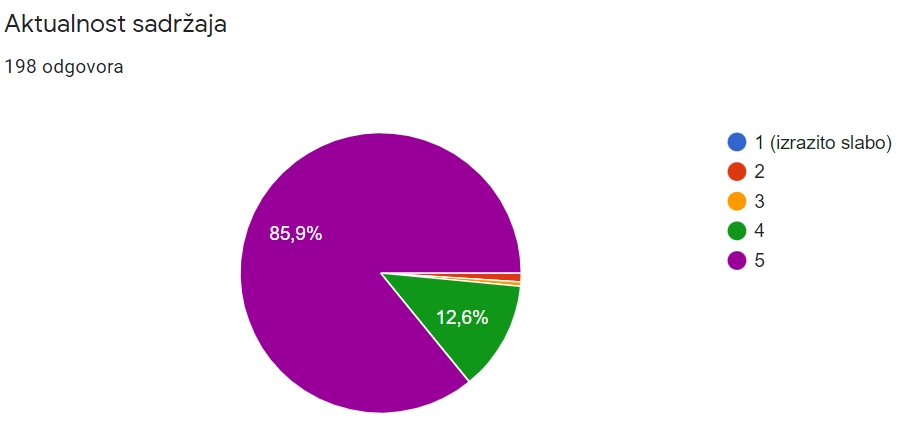 Aktualnost sadržaja
198 odgovora
85,9%
12,6%
1 (izrazito slabo)
2
3
4
5